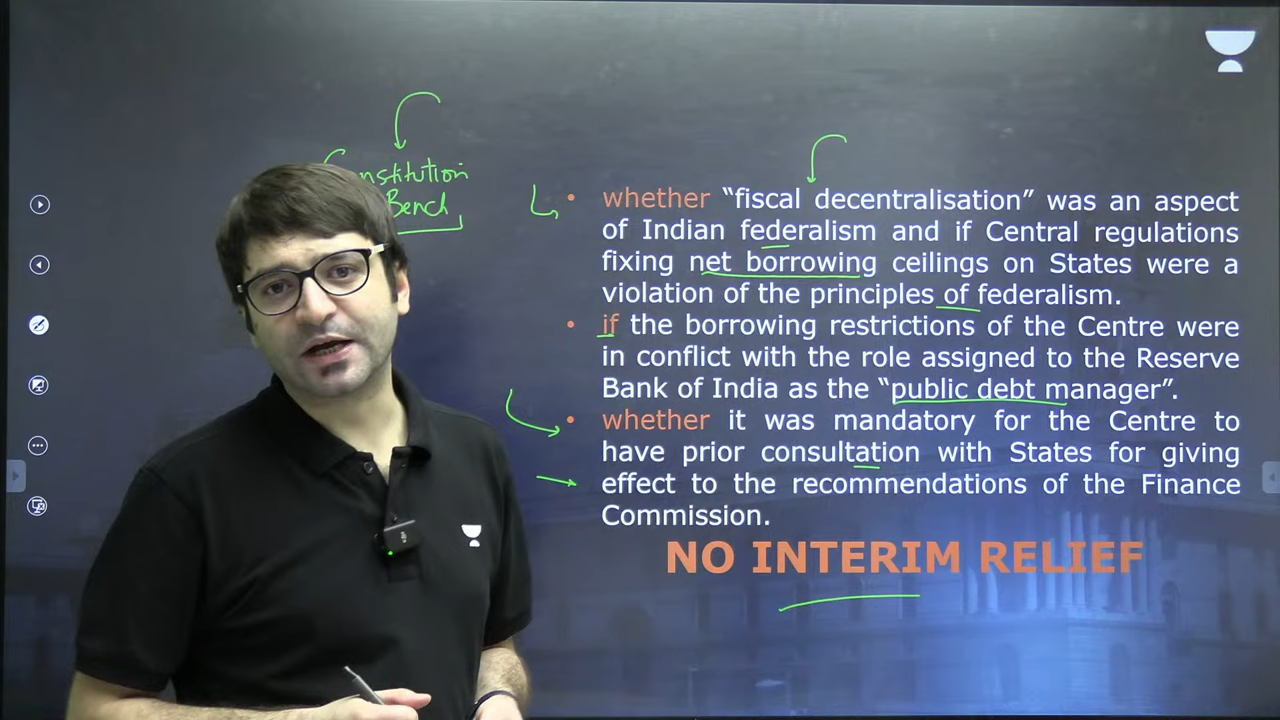 nstitution
Bench
• whether “fiscal decentralisation” was an aspect
of Indian federalism and if Central regulations
fixing net borrowing ceilings on States were a
violation of the principles of federalism.
• if the borrowing restrictions of the Centre were
in conflict with the role assigned to the Reserve
Bank of India as the “public debt manager”.
• whether it was mandatory for the Centre to
have prior consultation with States for giving
effect to the recommendations of the Finance
Commission.
NO INTERIM RELIEF